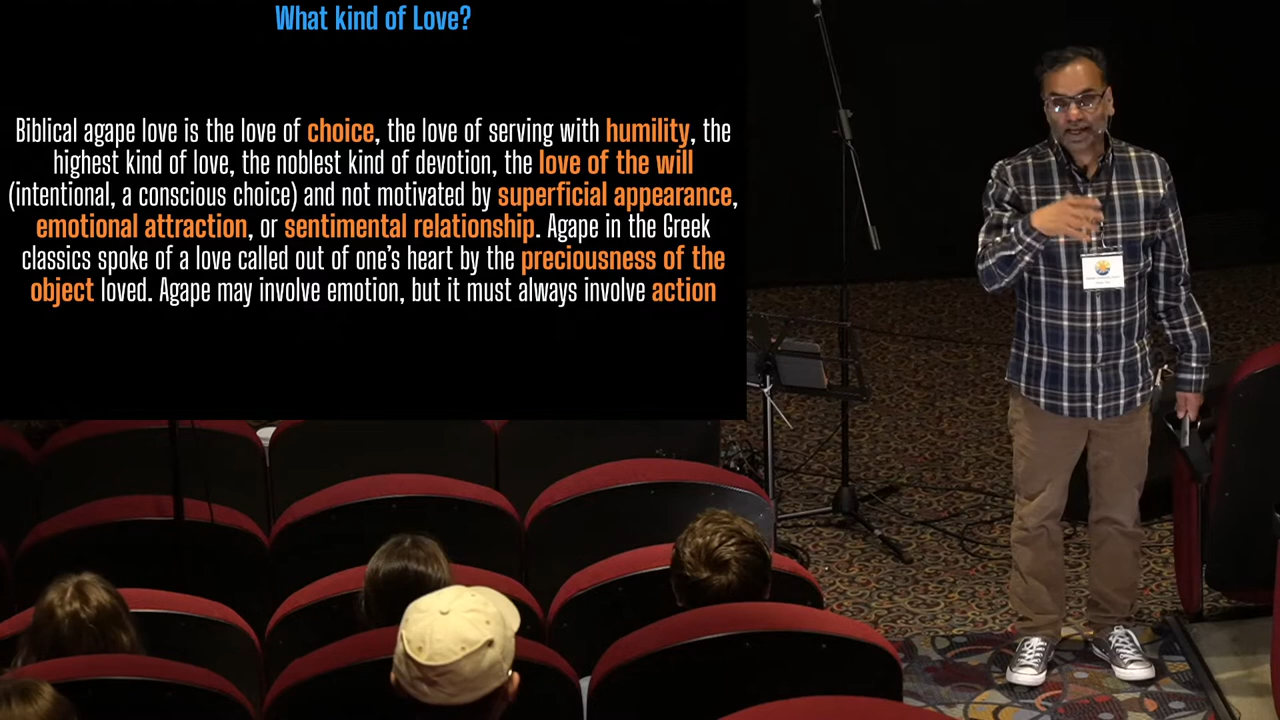 What kind of Love?
Biblical agape love is the love of choice, the love of serving with humility, the
highest kind of love, the noblest kind of devotion, the love of the will
(intentional, a conscious choice) and not motivated by superficial appearance,
emotional attraction, or sentimental relationship. Agape in the Greek
classics spoke of a love called out of one's heart by the preciousness of the
object loved. Agape may involve emotion, but it must always involve action